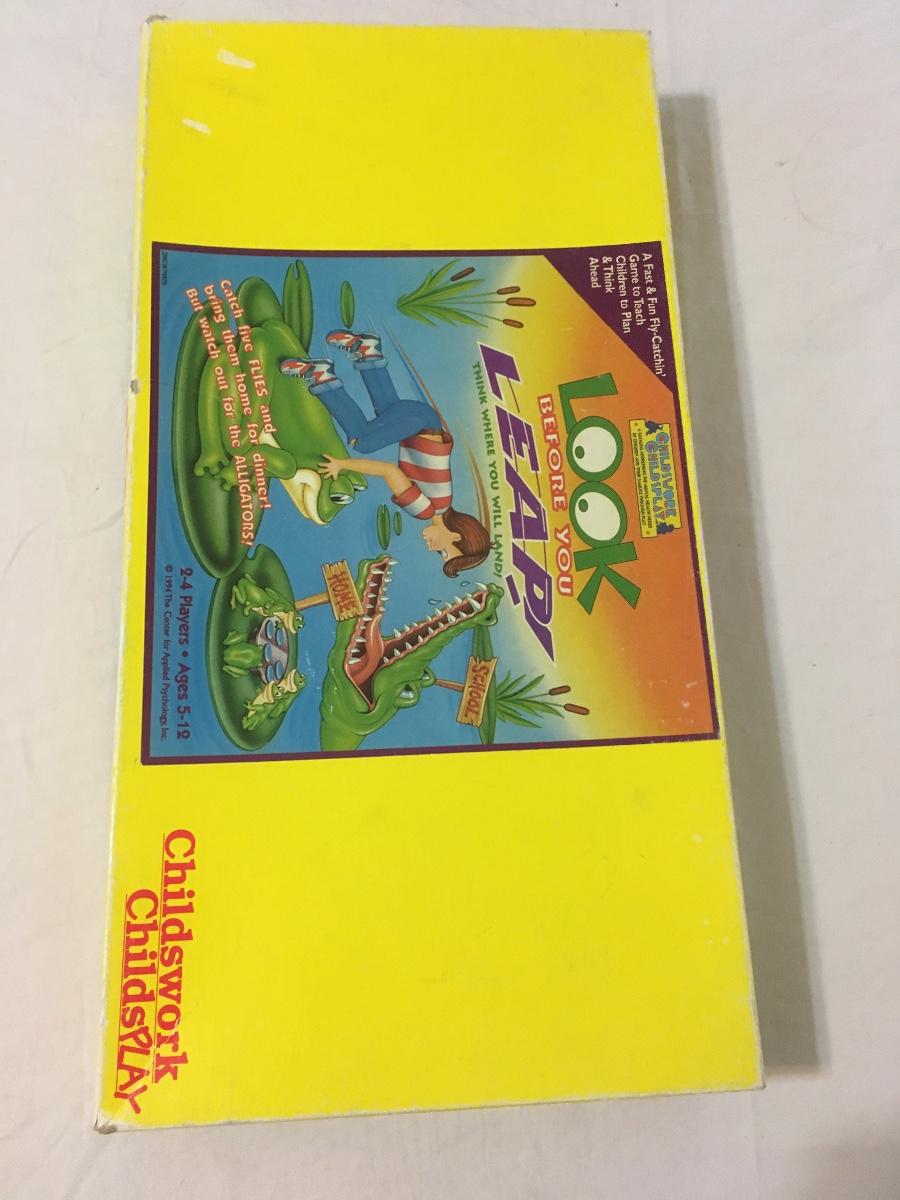 A Fast & Fun Fly-Catchin'
Game to Teach
Children to Plan
& Think
Ahead
CHILDSWORK
CHILDSPLAY
LOOK
BEFORE YOU
LEAP!
THINK WHERE YOU WILL LAND!
HOME
SCHOOL
Catch five FLIES and
bring them home for dinner!
But watch out for the ALLIGATORS!
2-4 Players • Ages 5-12
© 1994 The Center for Applied Psychology, Inc.
Childswork
ChildsPLAY